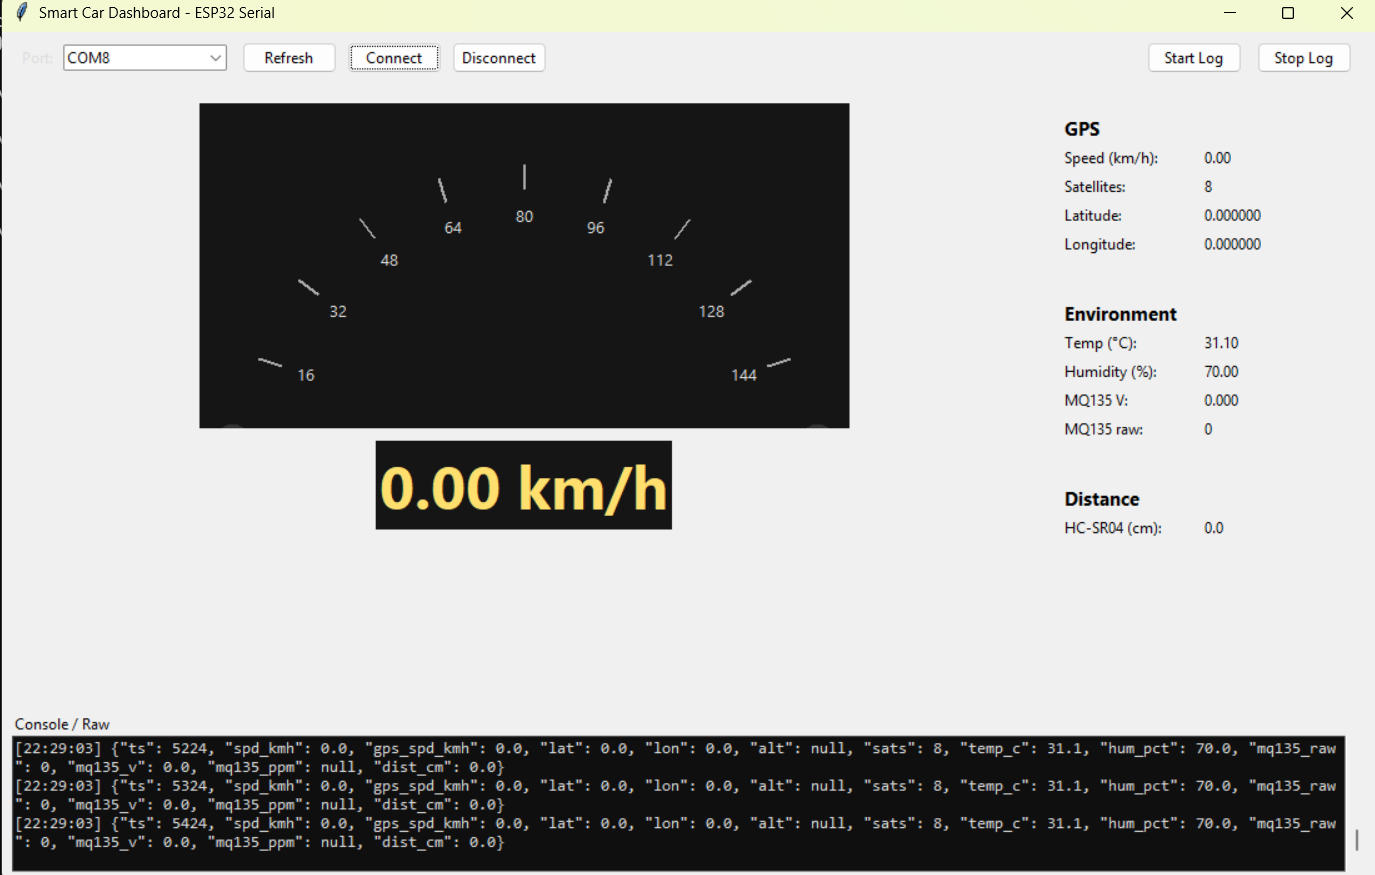 Smart Car Dashboard - ESP32 Serial
Port: COM8 Refresh Connect Disconnect Start Log Stop Log
80
64 96
48 112
32 128
16 144
0.00 km/h
GPS
Speed (km/h): 0.00
Satellites: 8
Latitude: 0.000000
Longitude: 0.000000
Environment
Temp (°C): 31.10
Humidity (%): 70.00
MQ135 V: 0.000
MQ135 raw: 0
Distance
HC-SR04 (cm): 0.0
Console / Raw
[22:29:03] {"ts": 5224, "spd_kmh": 0.0, "gps_spd_kmh": 0.0, "lat": 0.0, "lon": 0.0, "alt": null, "sats": 8, "temp_c": 31.1, "hum_pct": 70.0, "mq135_raw
": 0, "mq135_v": 0.0, "mq135_ppm": null, "dist_cm": 0.0}
[22:29:03] {"ts": 5324, "spd_kmh": 0.0, "gps_spd_kmh": 0.0, "lat": 0.0, "lon": 0.0, "alt": null, "sats": 8, "temp_c": 31.1, "hum_pct": 70.0, "mq135_raw
": 0, "mq135_v": 0.0, "mq135_ppm": null, "dist_cm": 0.0}
[22:29:03] {"ts": 5424, "spd_kmh": 0.0, "gps_spd_kmh": 0.0, "lat": 0.0, "lon": 0.0, "alt": null, "sats": 8, "temp_c": 31.1, "hum_pct": 70.0, "mq135_raw
": 0, "mq135_v": 0.0, "mq135_ppm": null, "dist_cm": 0.0}